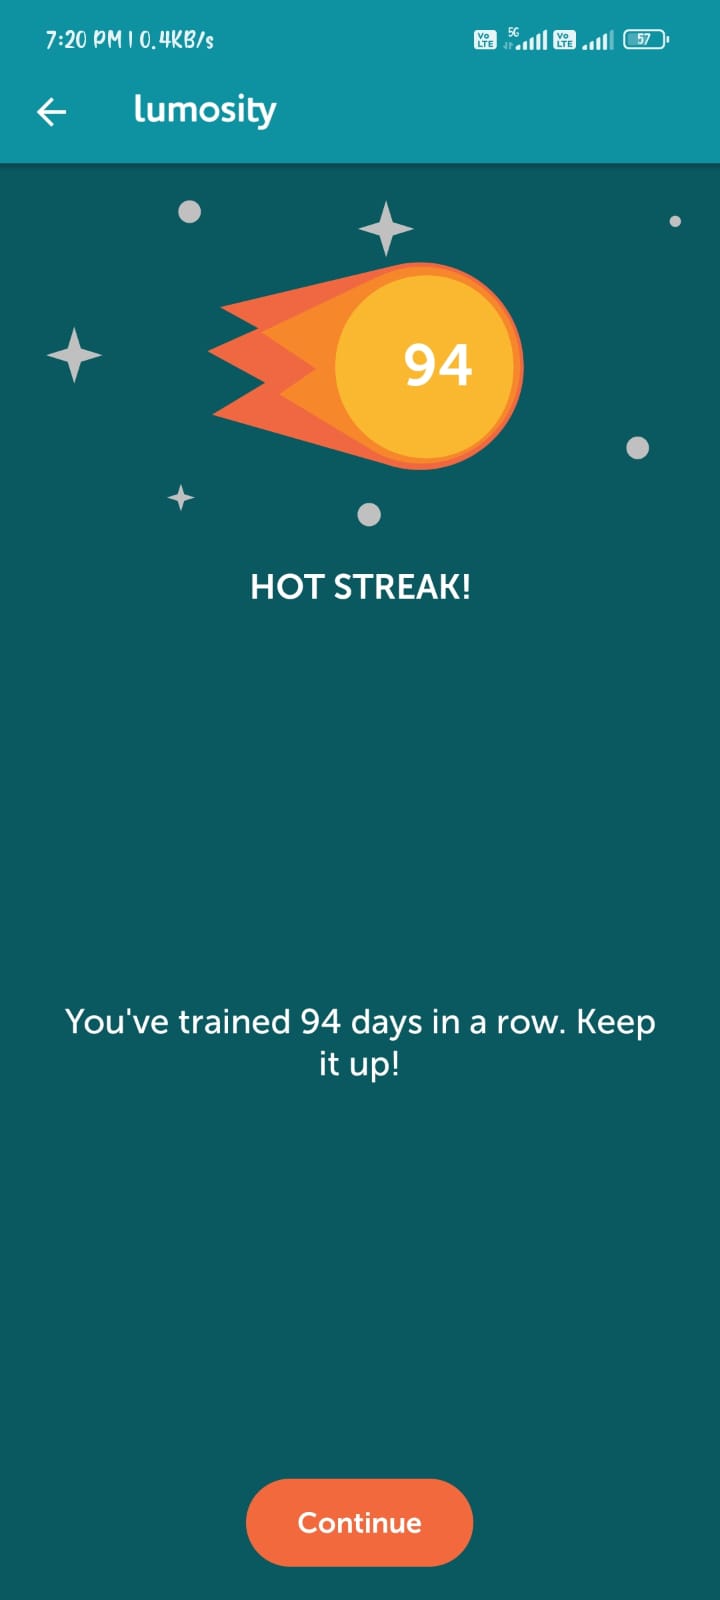 7:20 PM | 0.4KB/s Vo LTE 5G Vo LTE 57
lumosity
94
HOT STREAK!
You've trained 94 days in a row. Keep
it up!
Continue